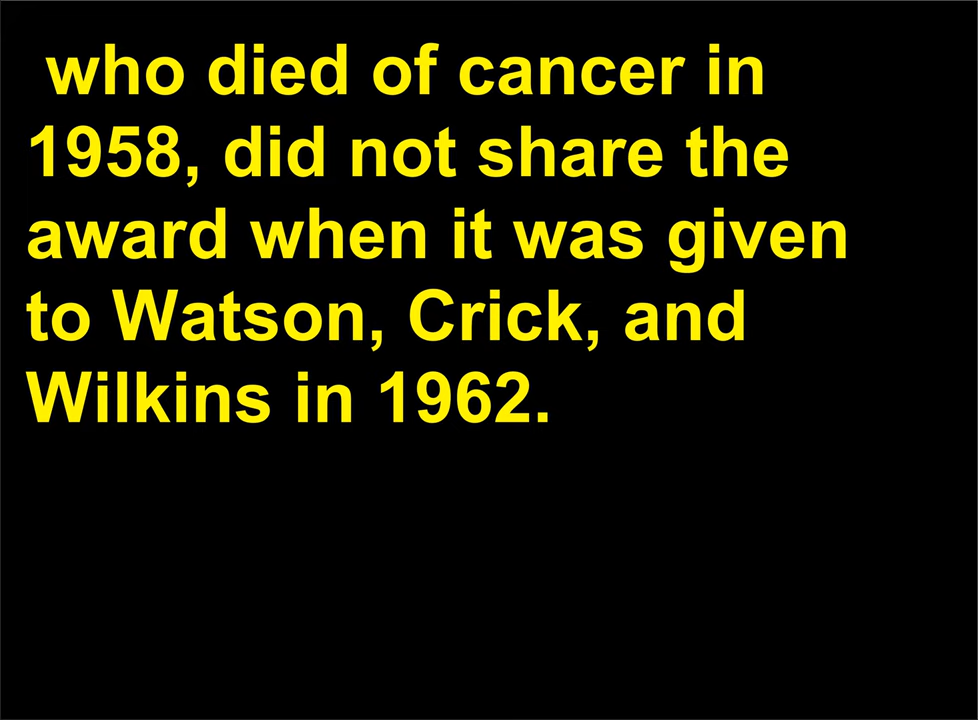 who died of cancer in
1958, did not share the
award when it was given
to Watson, Crick, and
Wilkins in 1962.